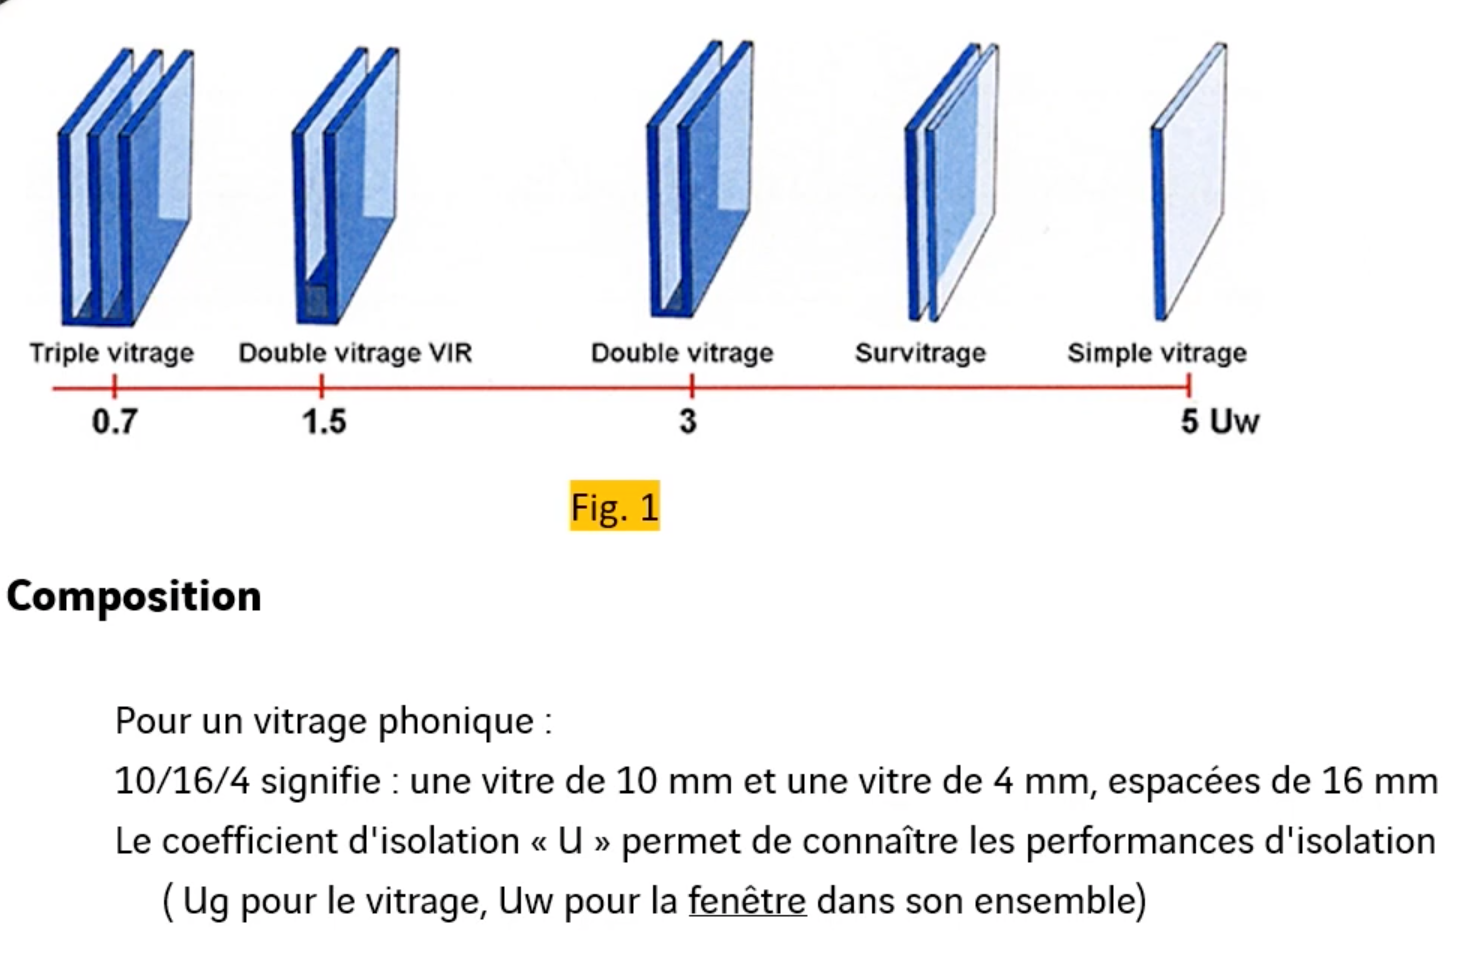 Triple vitrage Double vitrage VIR Double vitrage Survitrage Simple vitrage
0.7 1.5 3 5 Uw
Fig. 1
Composition
Pour un vitrage phonique :
10/16/4 signifie : une vitre de 10 mm et une vitre de 4 mm, espacées de 16 mm
Le coefficient d'isolation « U » permet de connaître les performances d'isolation
( Ug pour le vitrage, Uw pour la fenêtre dans son ensemble)